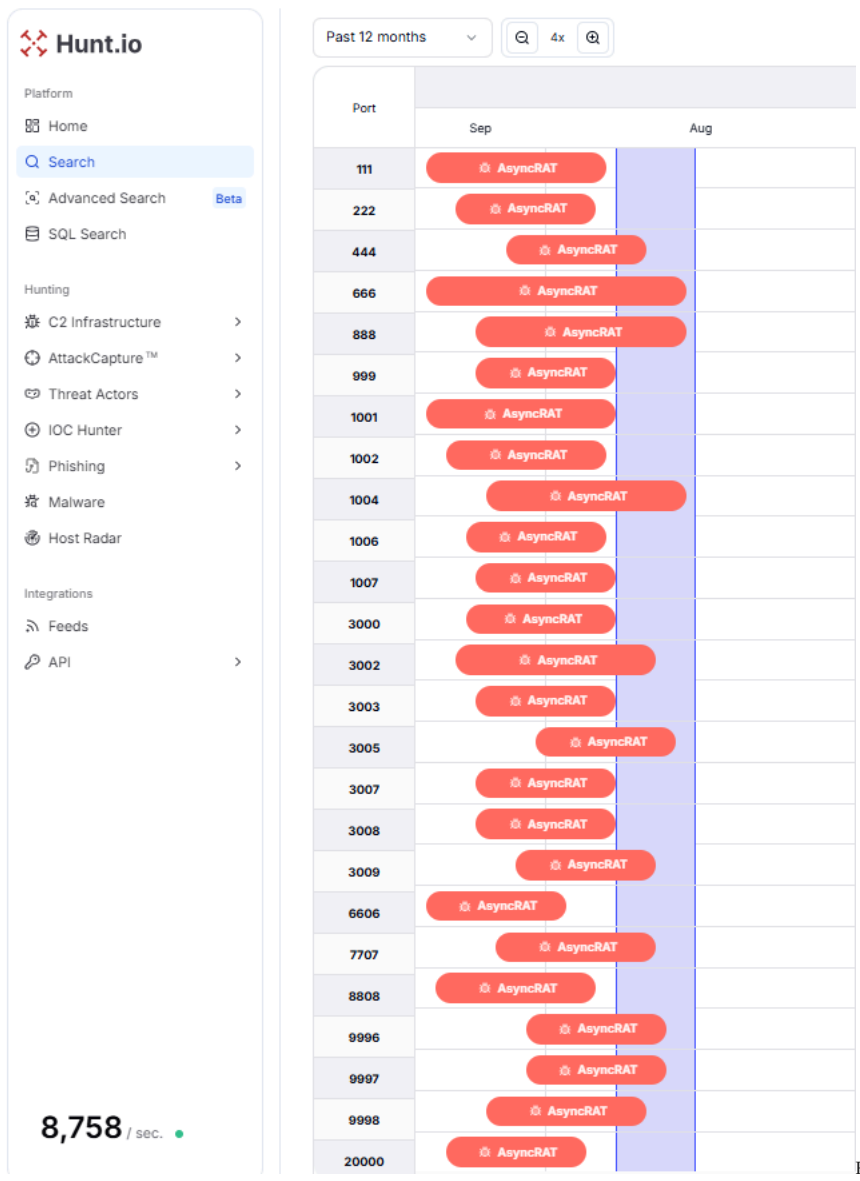 Hunt.io
Platform
Home
Search
Advanced Search Beta
SQL Search
Hunting
C2 Infrastructure
AttackCapture™
Threat Actors
IOC Hunter
Phishing
Malware
Host Radar
Integrations
Feeds
API
8,758 / sec.
Past 12 months 4x
Port Sep Aug
111 AsyncRAT
222 AsyncRAT
444 AsyncRAT
666 AsyncRAT
888 AsyncRAT
999 AsyncRAT
1001 AsyncRAT
1002 AsyncRAT
1004 AsyncRAT
1006 AsyncRAT
1007 AsyncRAT
3000 AsyncRAT
3002 AsyncRAT
3003 AsyncRAT
3005 AsyncRAT
3007 AsyncRAT
3008 AsyncRAT
3009 AsyncRAT
6606 AsyncRAT
7707 AsyncRAT
8808 AsyncRAT
9996 AsyncRAT
9997 AsyncRAT
9998 AsyncRAT
20000 AsyncRAT